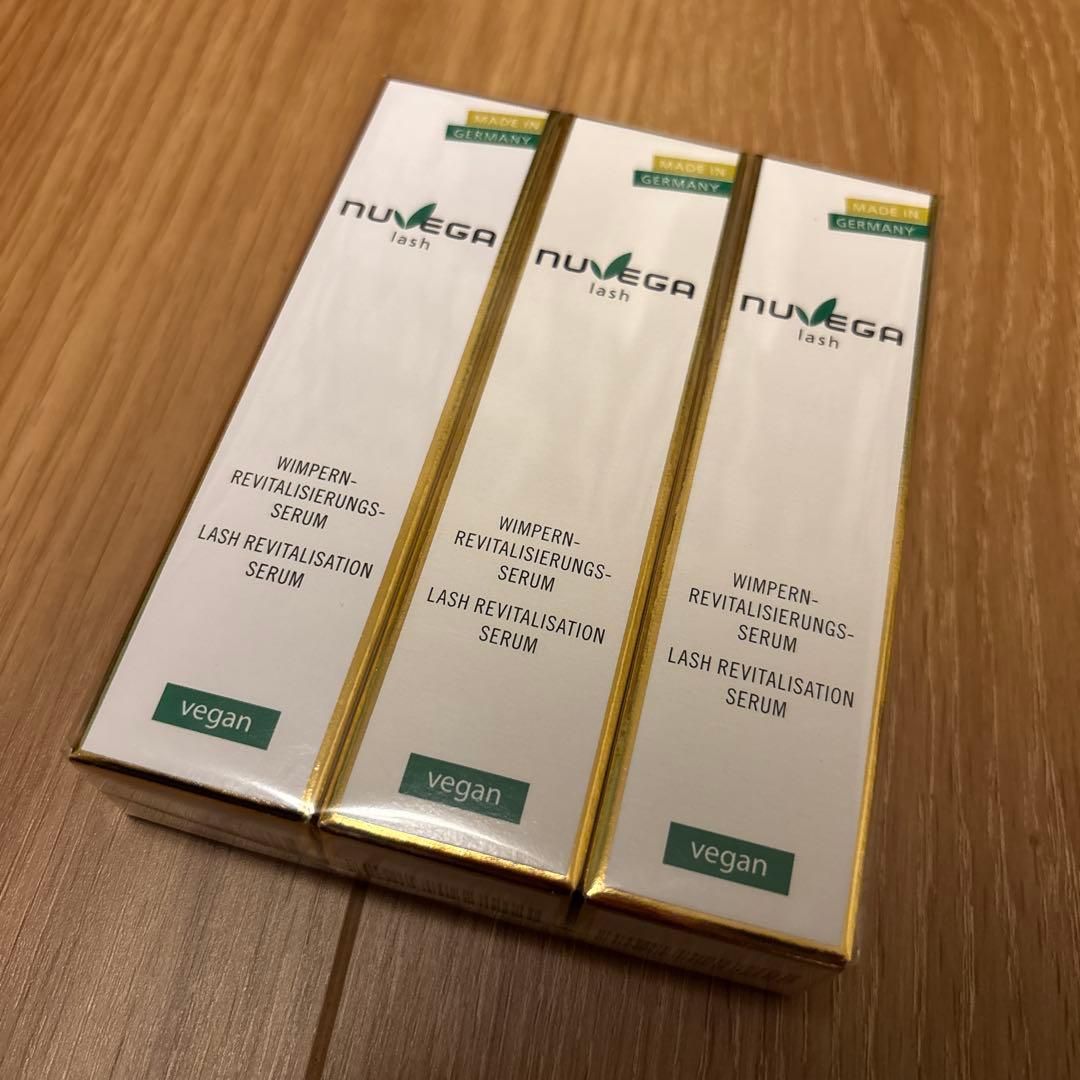 MADE IN
GERMANY
NUVEGA
lash
WIMPERN-
REVITALISIERUNGS-
SERUM
LASH REVITALISATION
SERUM
vegan
MADE IN
GERMANY
NUVEGA
lash
WIMPERN-
REVITALISIERUNGS-
SERUM
LASH REVITALISATION
SERUM
vegan
MADE IN
GERMANY
NUVEGA
lash
WIMPERN-
REVITALISIERUNGS-
SERUM
LASH REVITALISATION
SERUM
vegan